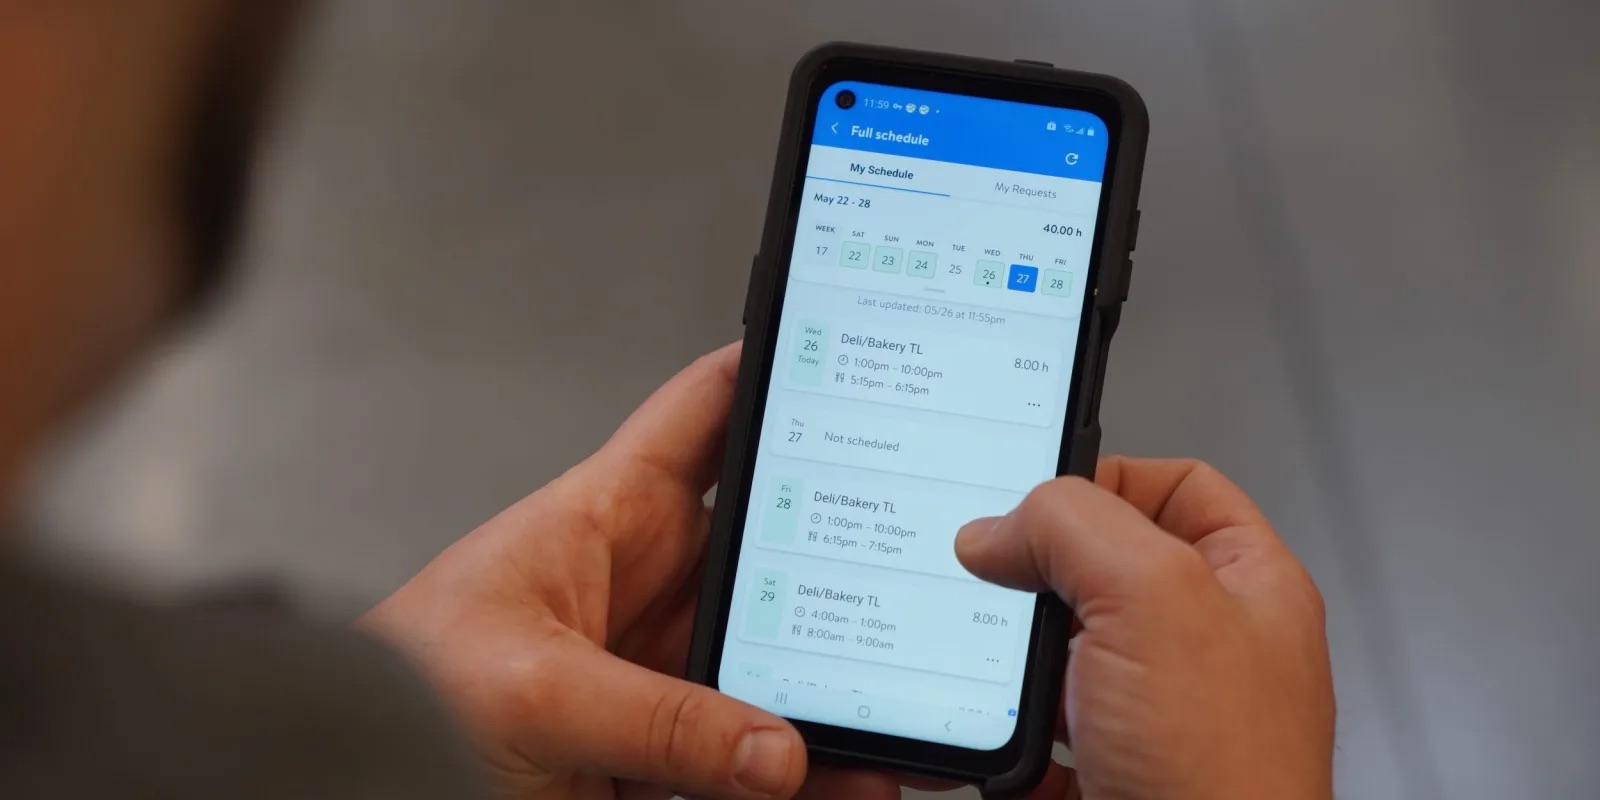 11:59
Full schedule
My Schedule My Requests
May 22 - 28
40.00 h
WEEK SAT SUN MON TUE WED THU FRI
17 22 23 24 25 26 27 28
Last updated: 05/26 at 11:55pm
Wed
26
Today
Deli/Bakery TL
8.00 h
1:00pm - 10:00pm
5:15pm - 6:15pm
Thu
27
Not scheduled
Fri
28
Deli/Bakery TL
1:00pm - 10:00pm
6:15pm - 7:15pm
Sat
29
Deli/Bakery TL
8.00 h
4:00am - 1:00pm
8:00am - 9:00am